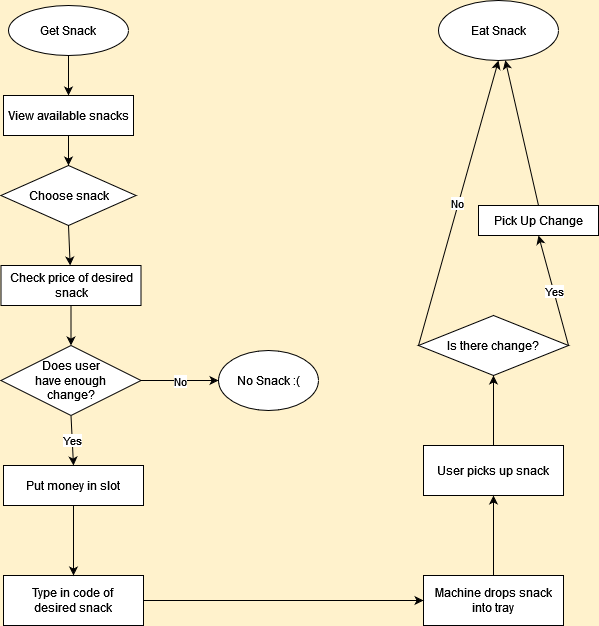 Get Snack
View available snacks
Choose snack
Check price of desired
snack
Does user
have enough
change?
No
No Snack :(
Yes
Put money in slot
Type in code of
desired snack
Machine drops snack
into tray
User picks up snack
Is there change?
Yes
Pick Up Change
No
Eat Snack